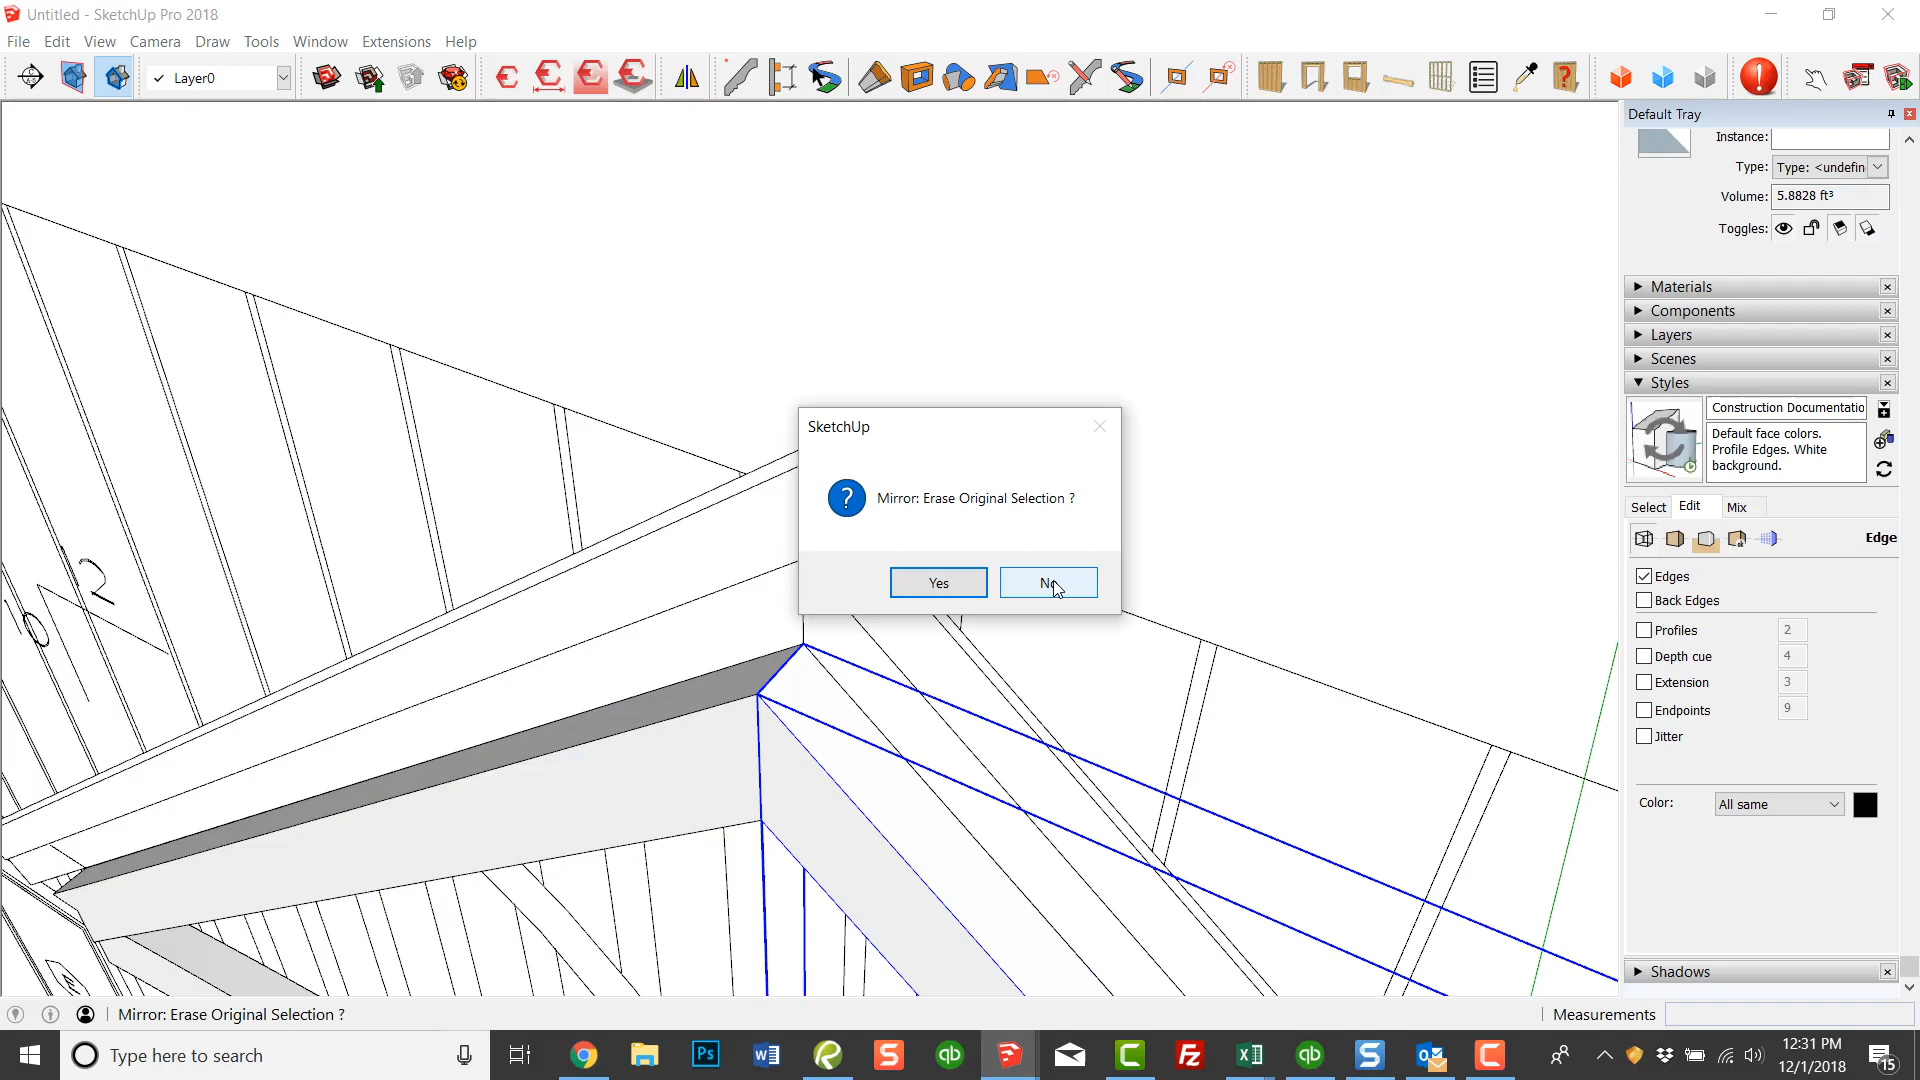 Untitled - SketchUp Pro 2018
File Edit View Camera Draw Tools Window Extensions Help
Layer0
Default Tray
Instance:
Type: Type: <undefin
Volume: 5.8828 ft³
Toggles:
Materials
Components
Layers
Scenes
Styles
Construction Documentatio
Default face colors.
Profile Edges. White
background.
Select Edit Mix
Edge
Edges
Back Edges
Profiles 2
Depth cue 4
Extension 3
Endpoints 9
Jitter
Color: All same
Shadows
SketchUp
Mirror: Erase Original Selection ?
Yes No
Mirror: Erase Original Selection ?
Measurements
Type here to search
12:31 PM
12/1/2018
15